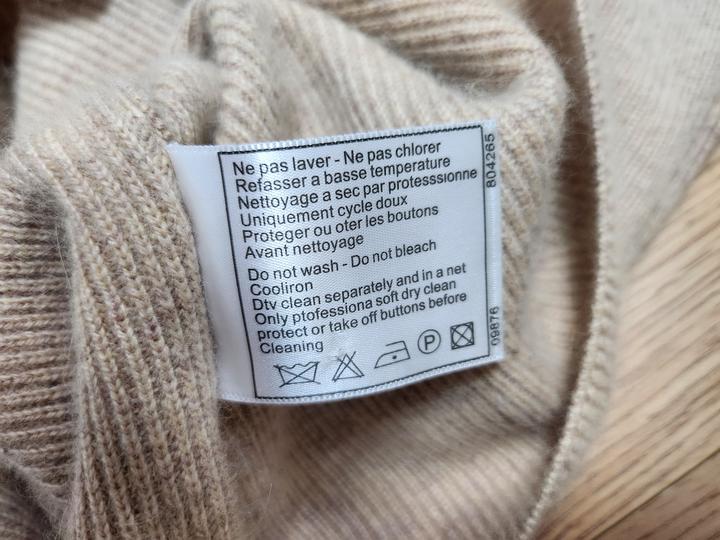 Ne pas laver - Ne pas chlorer
Refasser a basse temperature
Nettoyage a sec par protesssıonne
Uniquement cycle doux
Proteger ou oter les boutons
Avant nettoyage
Do not wash - Do not bleach
Cooliron
Dtv clean separately and in a net
Only ptofessiona soft dry clean
protect or take off buttons before
Cleaning
P
804265
09876